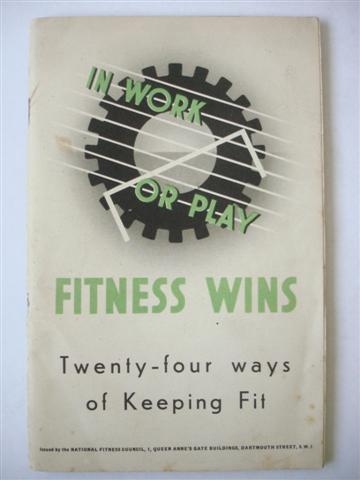 IN WORK
OR PLAY
FITNESS WINS
Twenty-four ways
of Keeping Fit
Issued by the NATIONAL FITNESS COUNCIL, 1, QUEEN ANNE'S GATE BUILDINGS, DARTMOUTH STREET, S.W.1